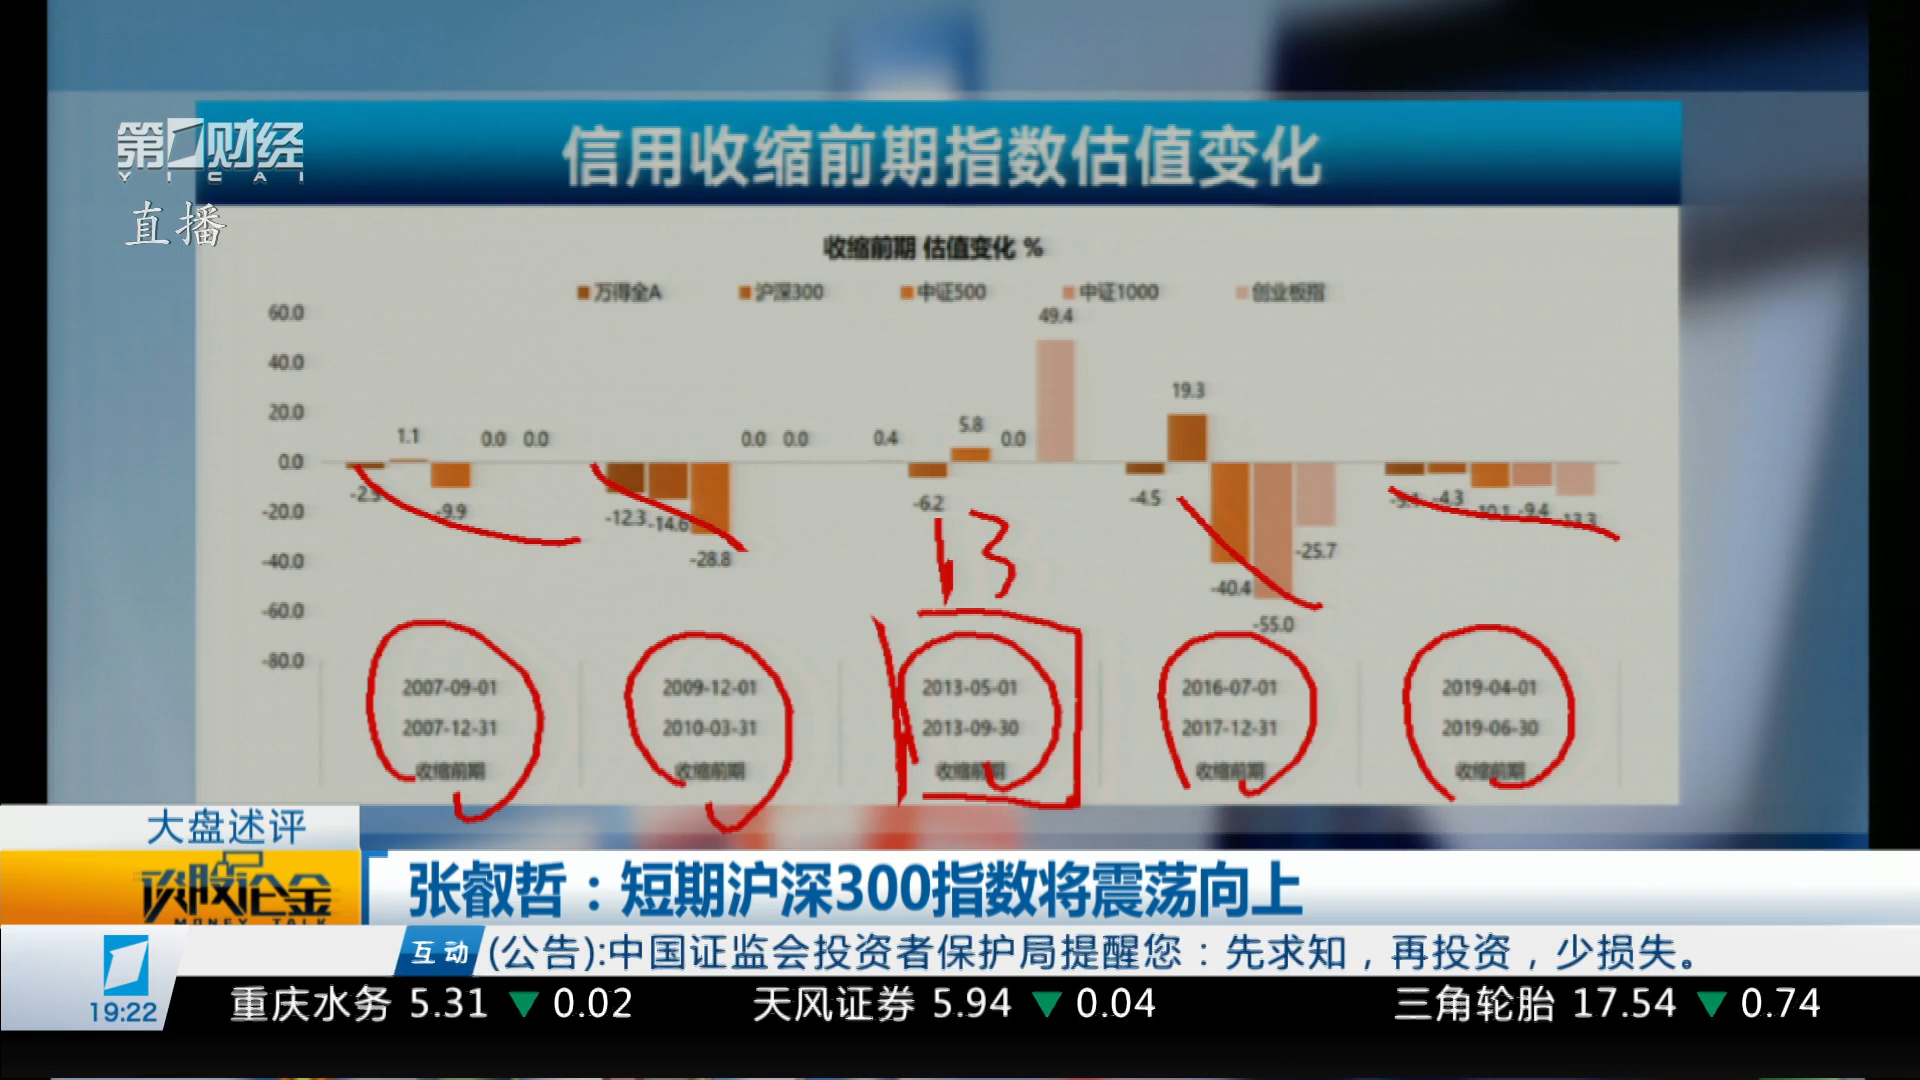 第一财经
YICAI
直播
信用收缩前期指数估值变化
收缩前期 估值变化 %
万得全A 沪深300 中证500 中证1000 创业板指
60.0
40.0
20.0
0.0
-20.0
-40.0
-60.0
-80.0
1.1 -9.9 0.0 0.0
-12.3 -14.6 -28.8 0.0 0.0
0.4 -6.2 5.8 0.0 49.4
-4.5 19.3 -40.4 -55.0 -25.7
-4.3 -10.1 -9.4 -13.3
13
2007-09-01 2009-12-01 2013-05-01 2016-07-01 2019-04-01
2007-12-31 2010-03-31 2013-09-30 2017-12-31 2019-06-30
收缩前期 收缩前期 收缩前期 收缩前期 收缩前期
大盘述评
谈股论金
MONEY TALK
张叡哲：短期沪深300指数将震荡向上
互动 (公告):中国证监会投资者保护局提醒您：先求知，再投资，少损失。
19:22
重庆水务 5.31 ▼ 0.02 天风证券 5.94 ▼ 0.04 三角轮胎 17.54 ▼ 0.74